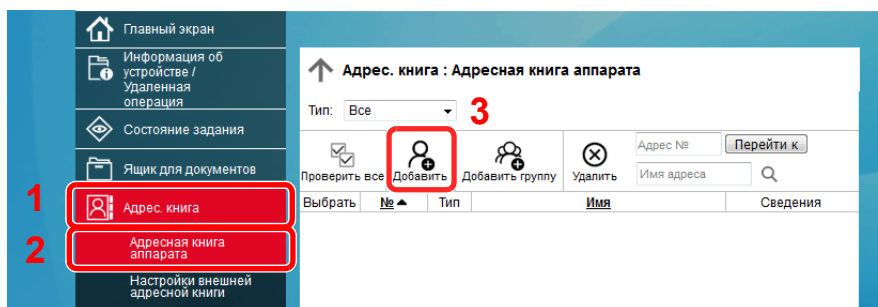 Главный экран
Информация об
устройстве /
Удаленная
операция
Состояние задания
Ящик для документов
1
Адрес. книга
2
Адресная книга
аппарата
Настройки внешней
адресной книги
Адрес. книга : Адресная книга аппарата
Тип: Все
3
Проверить все Добавить Добавить группу Удалить
Адрес № Перейти к
Имя адреса
Выбрать № Тип Имя Сведения